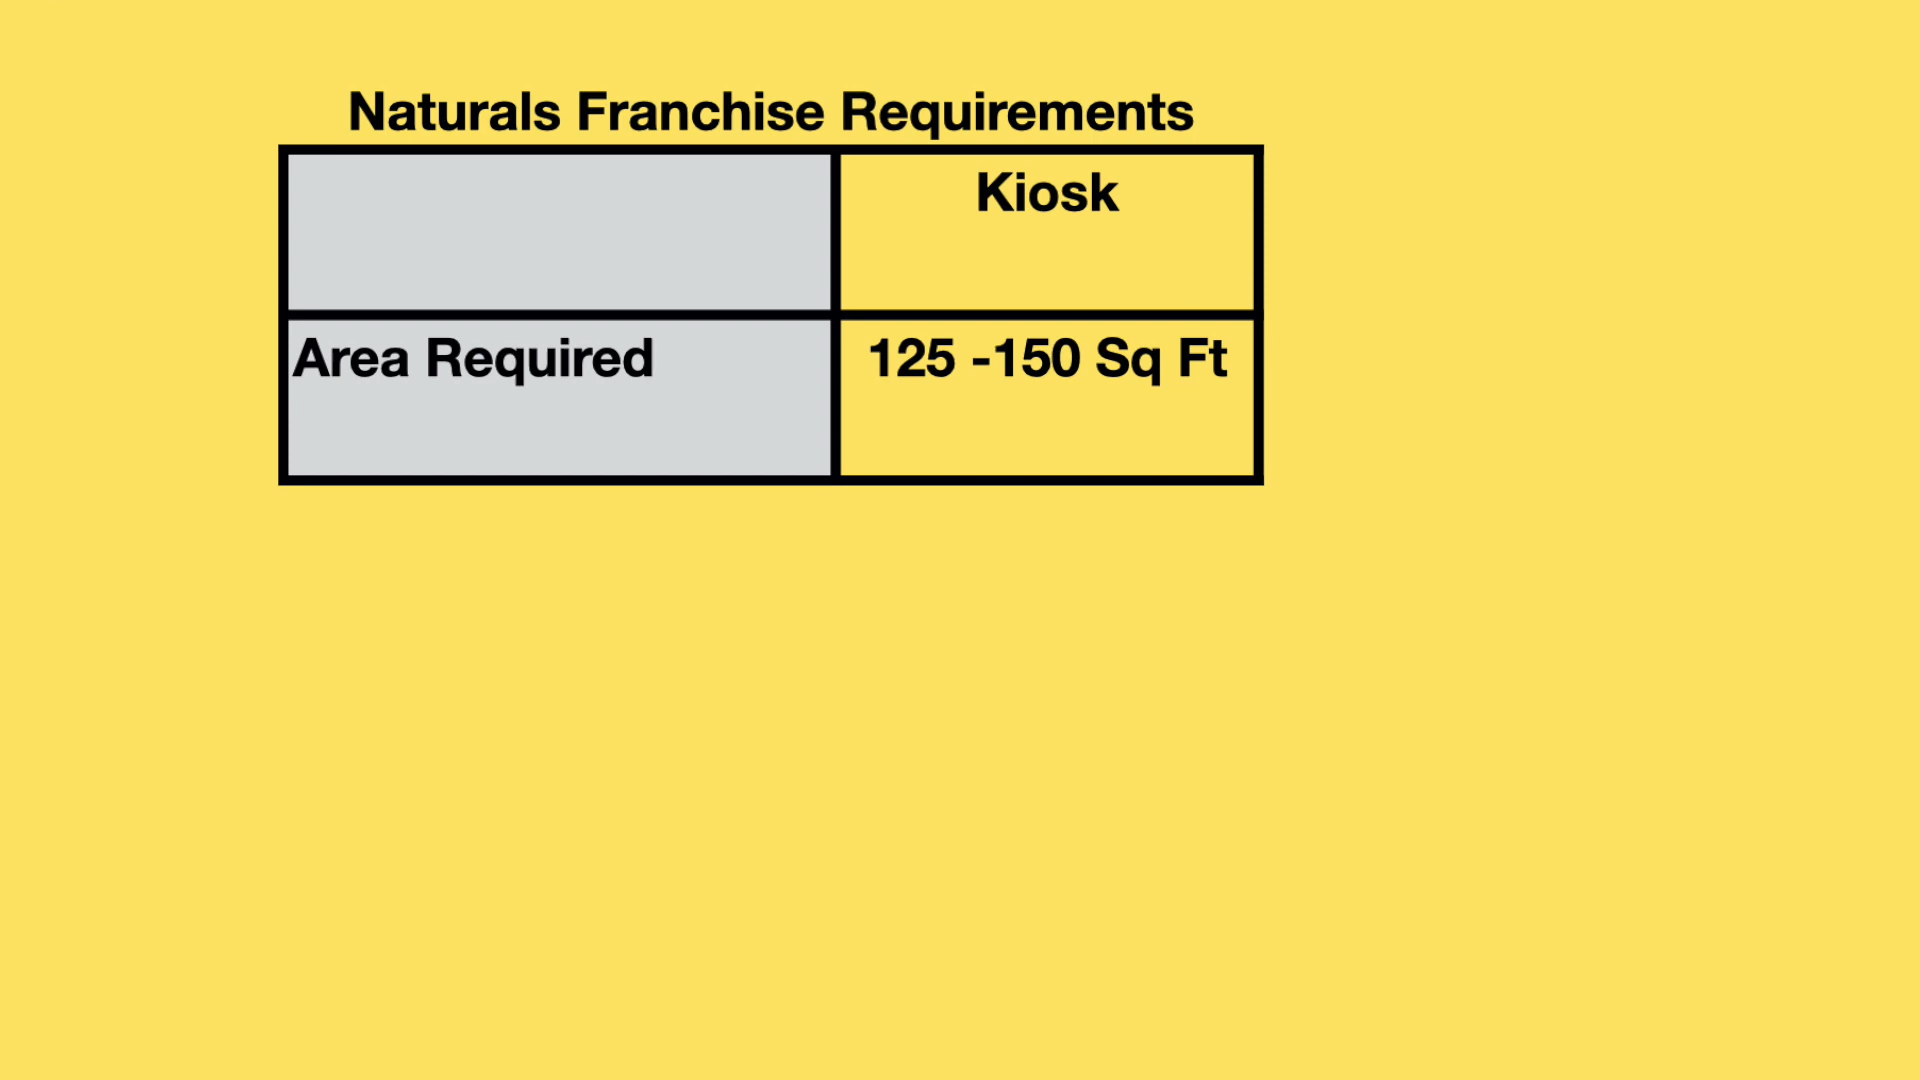 Naturals Franchise Requirements
Kiosk
Area Required 125 -150 Sq Ft